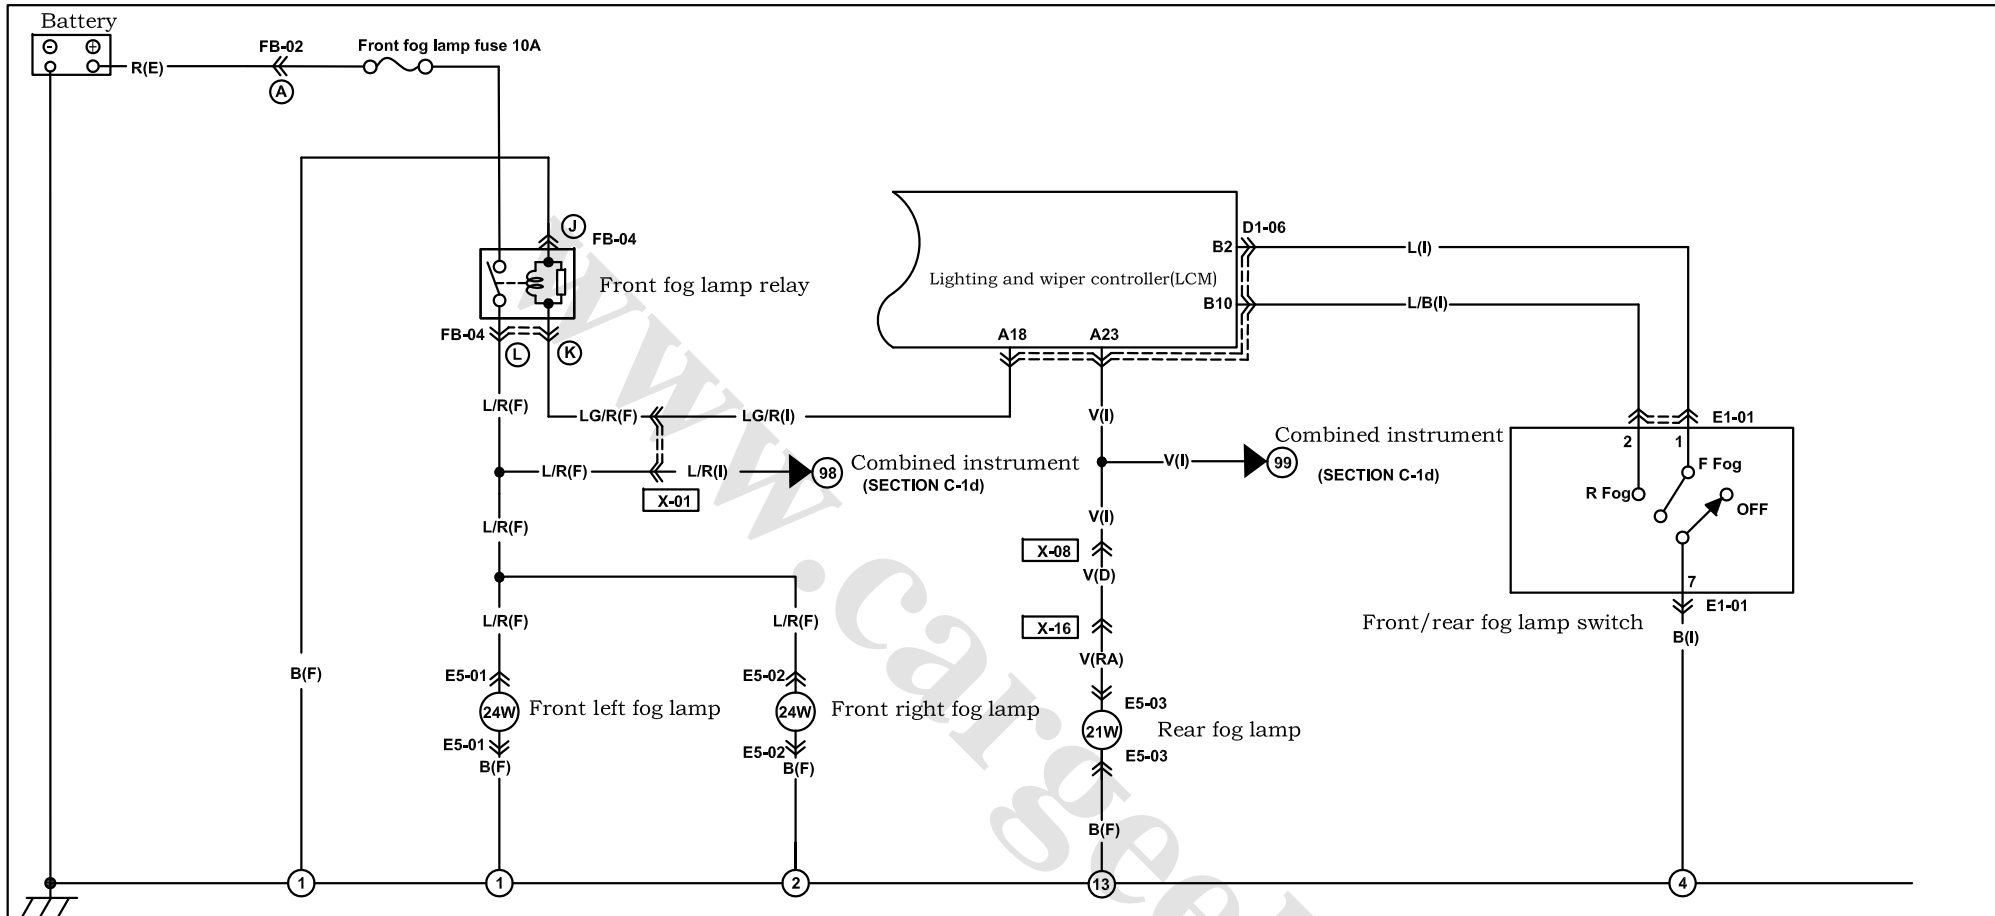 Battery
R(E)
FB-02
A
Front fog lamp fuse 10A
J
FB-04
Front fog lamp relay
FB-04
L
K
Lighting and wiper controller(LCM)
D1-06
B2
B10
A18
A23
L(I)
L/B(I)
L/R(F)
LG/R(F)
LG/R(I)
V(I)
L/R(F)
L/R(I)
98
Combined instrument
(SECTION C-1d)
X-01
V(I)
99
Combined instrument
(SECTION C-1d)
E1-01
2
1
F Fog
R Fog
OFF
7
E1-01
Front/rear fog lamp switch
B(I)
L/R(F)
V(I)
X-08
V(D)
L/R(F)
L/R(F)
X-16
V(RA)
B(F)
E5-01
24W
Front left fog lamp
E5-01
B(F)
E5-02
24W
Front right fog lamp
E5-02
B(F)
E5-03
21W
Rear fog lamp
E5-03
B(F)
1
1
2
13
4